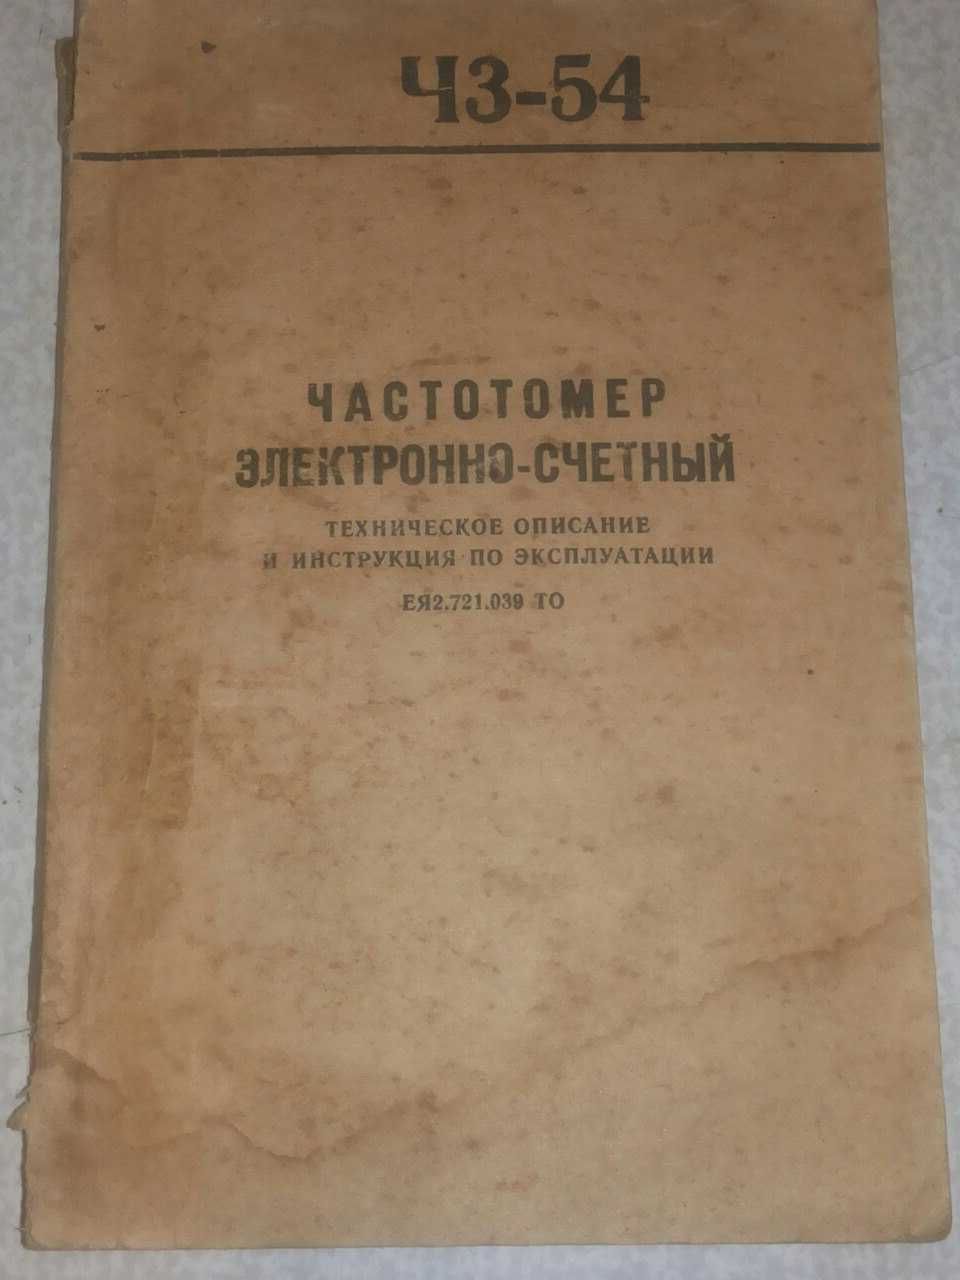 Ч3-54
ЧАСТОТОМЕР
ЭЛЕКТРОННО-СЧЕТНЫЙ
ТЕХНИЧЕСКОЕ ОПИСАНИЕ
И ИНСТРУКЦИЯ ПО ЭКСПЛУАТАЦИИ
ЕЯ2.721.039 ТО